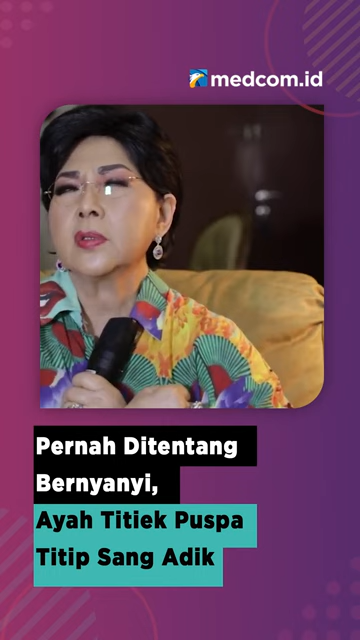 medcom.id
Pernah Ditentang
Bernyanyi,
Ayah Titiek Puspa
Titip Sang Adik